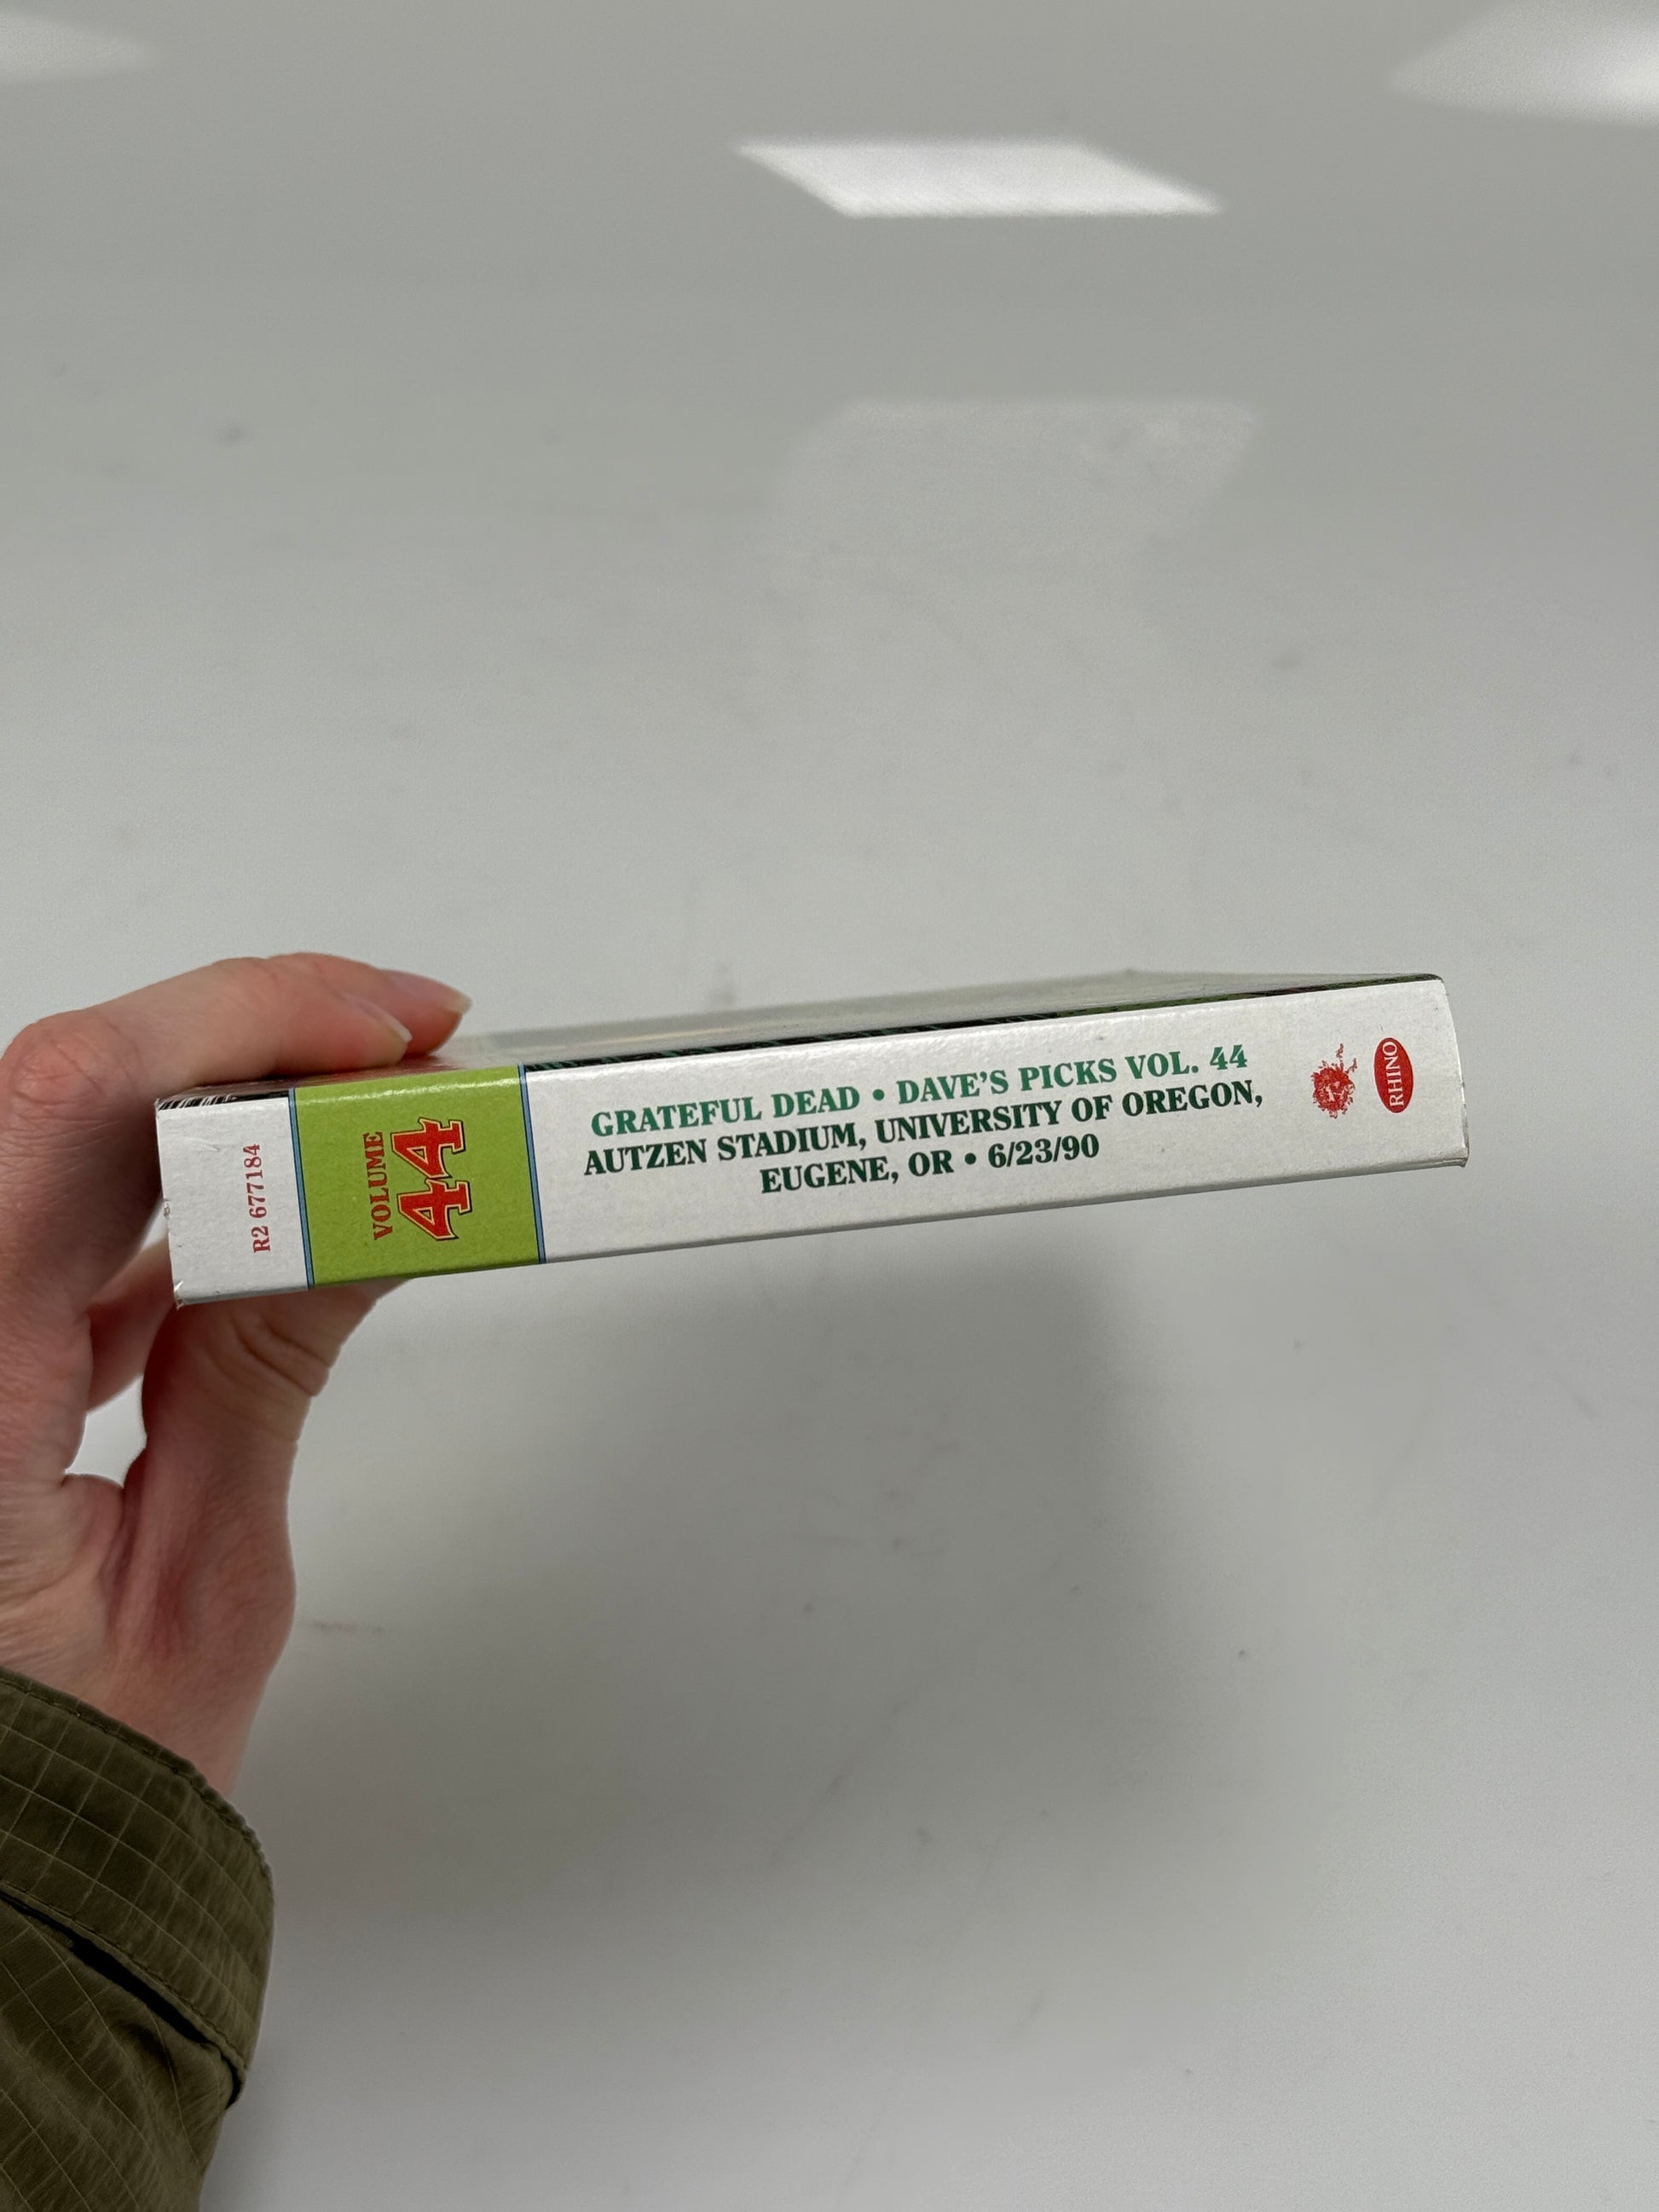 R2 677184
VOLUME
44
GRATEFUL DEAD • DAVE'S PICKS VOL. 44
AUTZEN STADIUM, UNIVERSITY OF OREGON,
EUGENE, OR • 6/23/90
RHINO